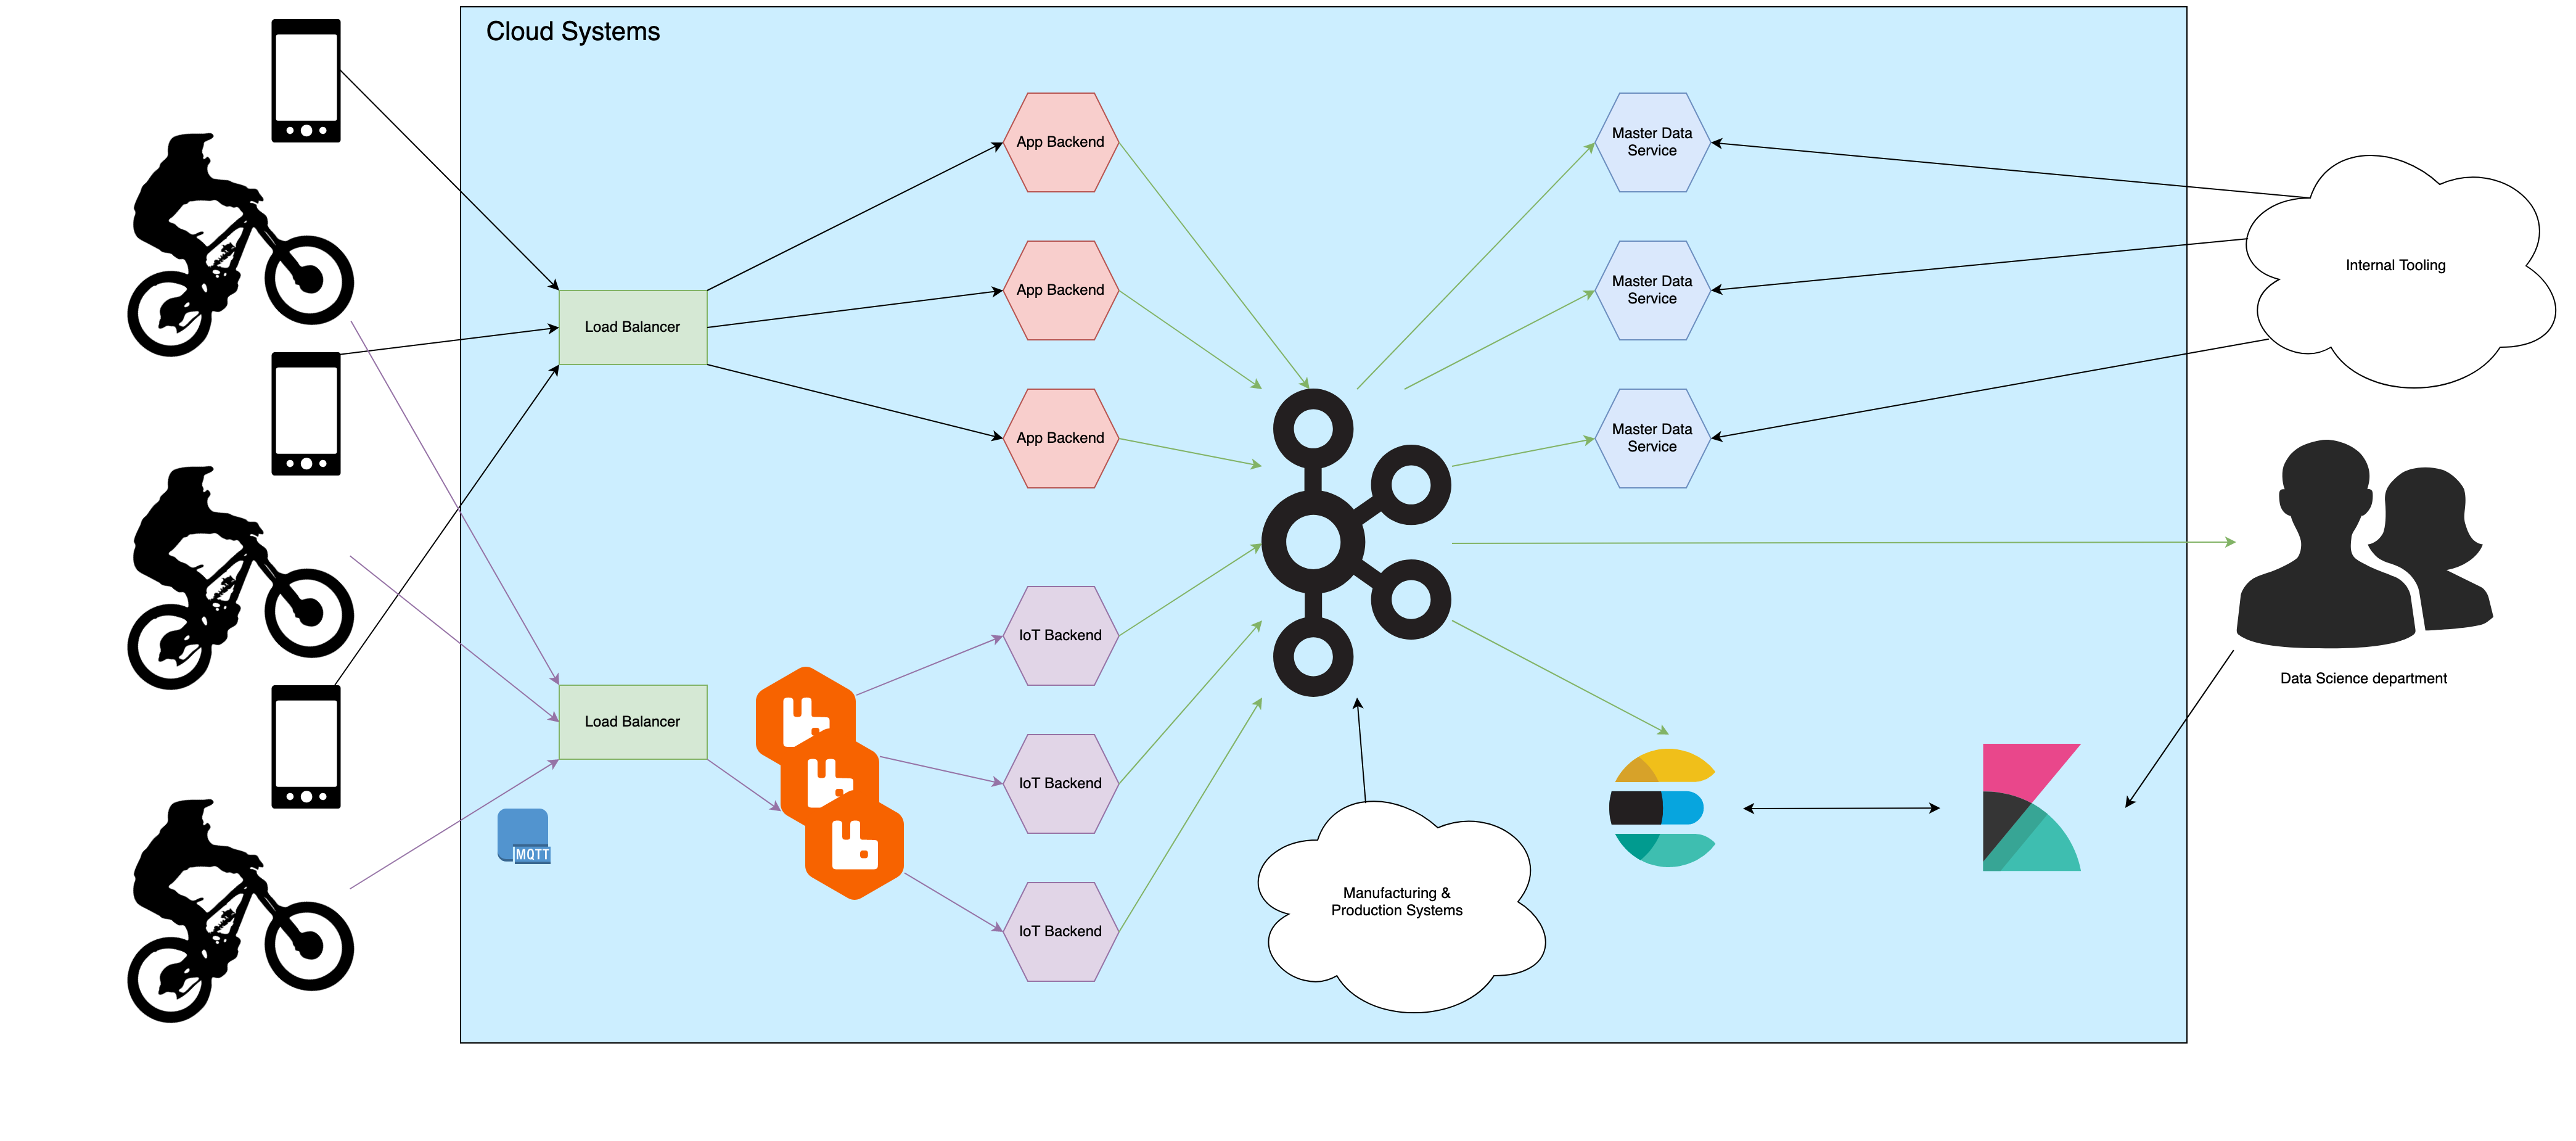 Cloud Systems
App Backend
Master Data
Service
App Backend
Master Data
Service
Internal Tooling
Load Balancer
App Backend
Master Data
Service
IoT Backend
Data Science department
Load Balancer
IoT Backend
MQTT
Manufacturing &
Production Systems
IoT Backend